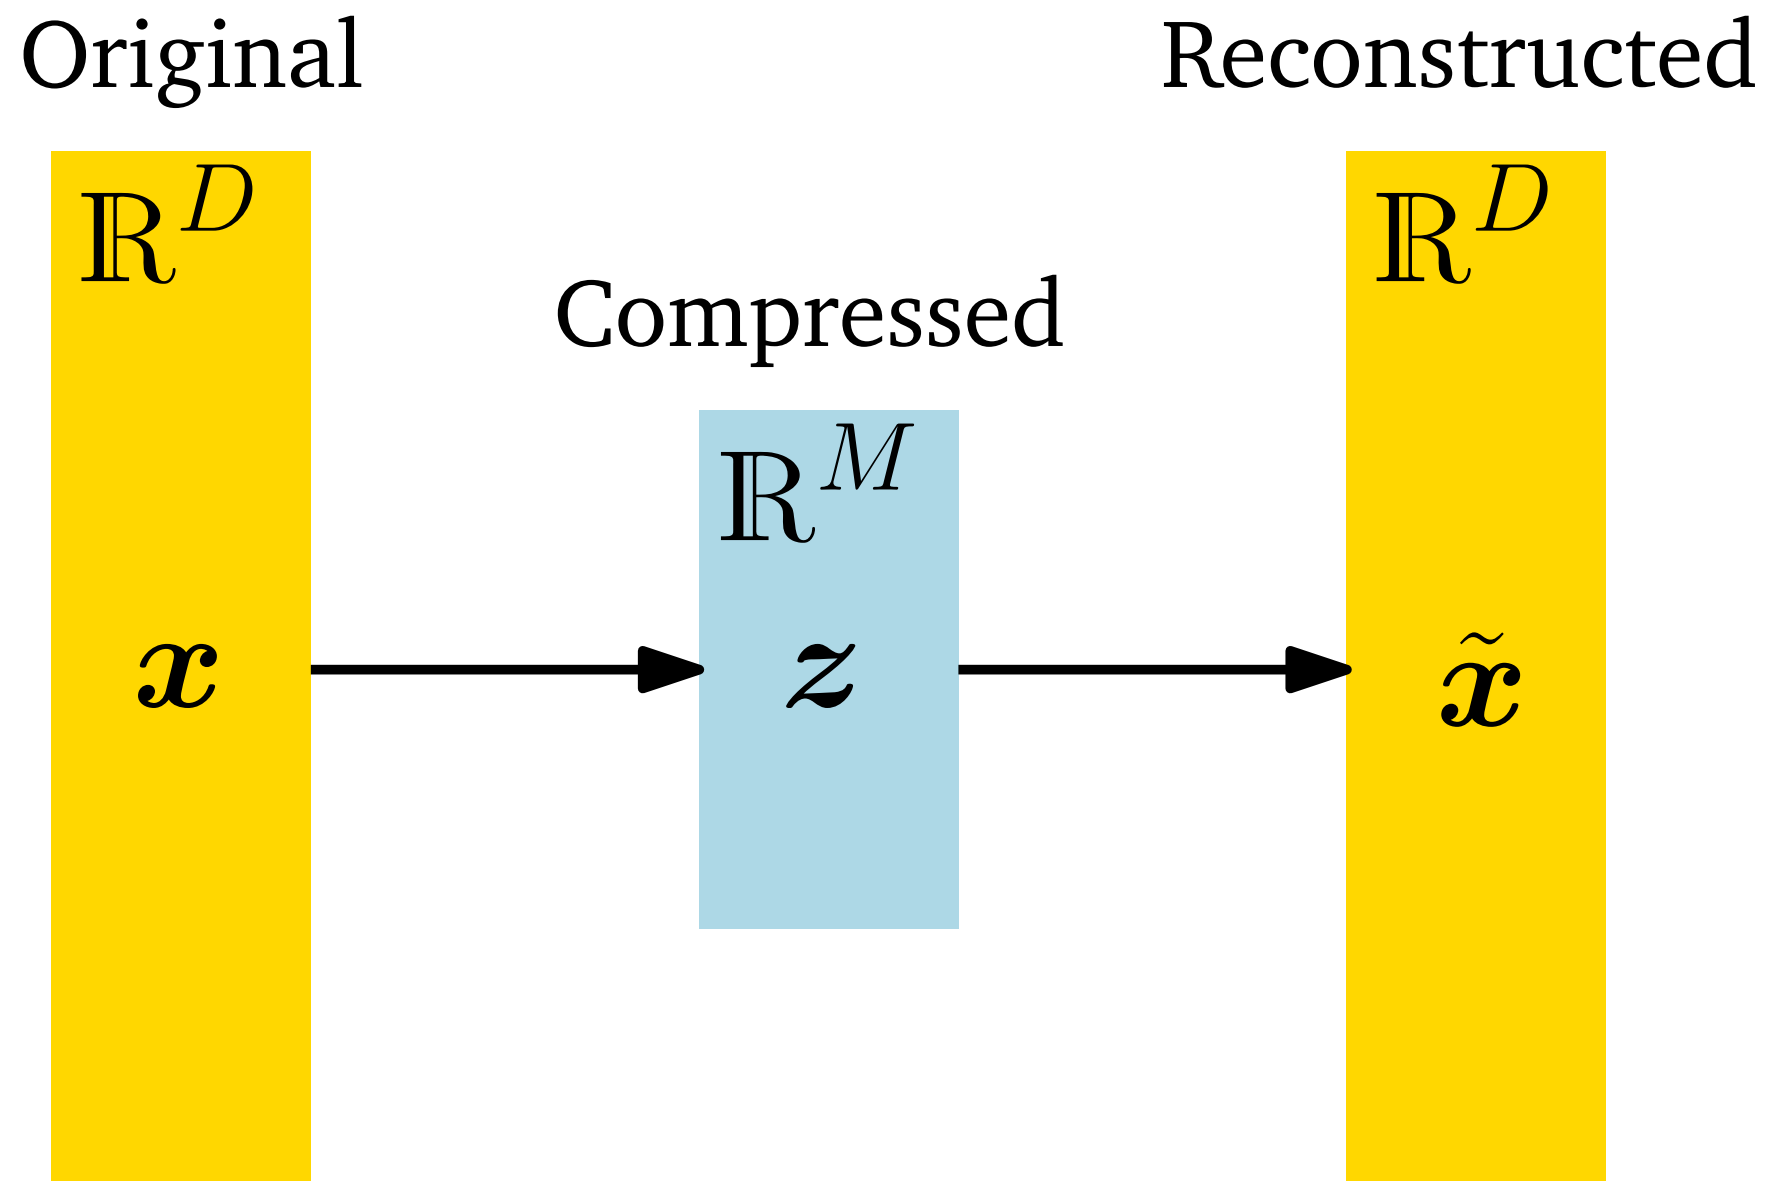 Original
Reconstructed
ℝ^D
ℝ^D
Compressed
ℝ^M
x
z
x̃